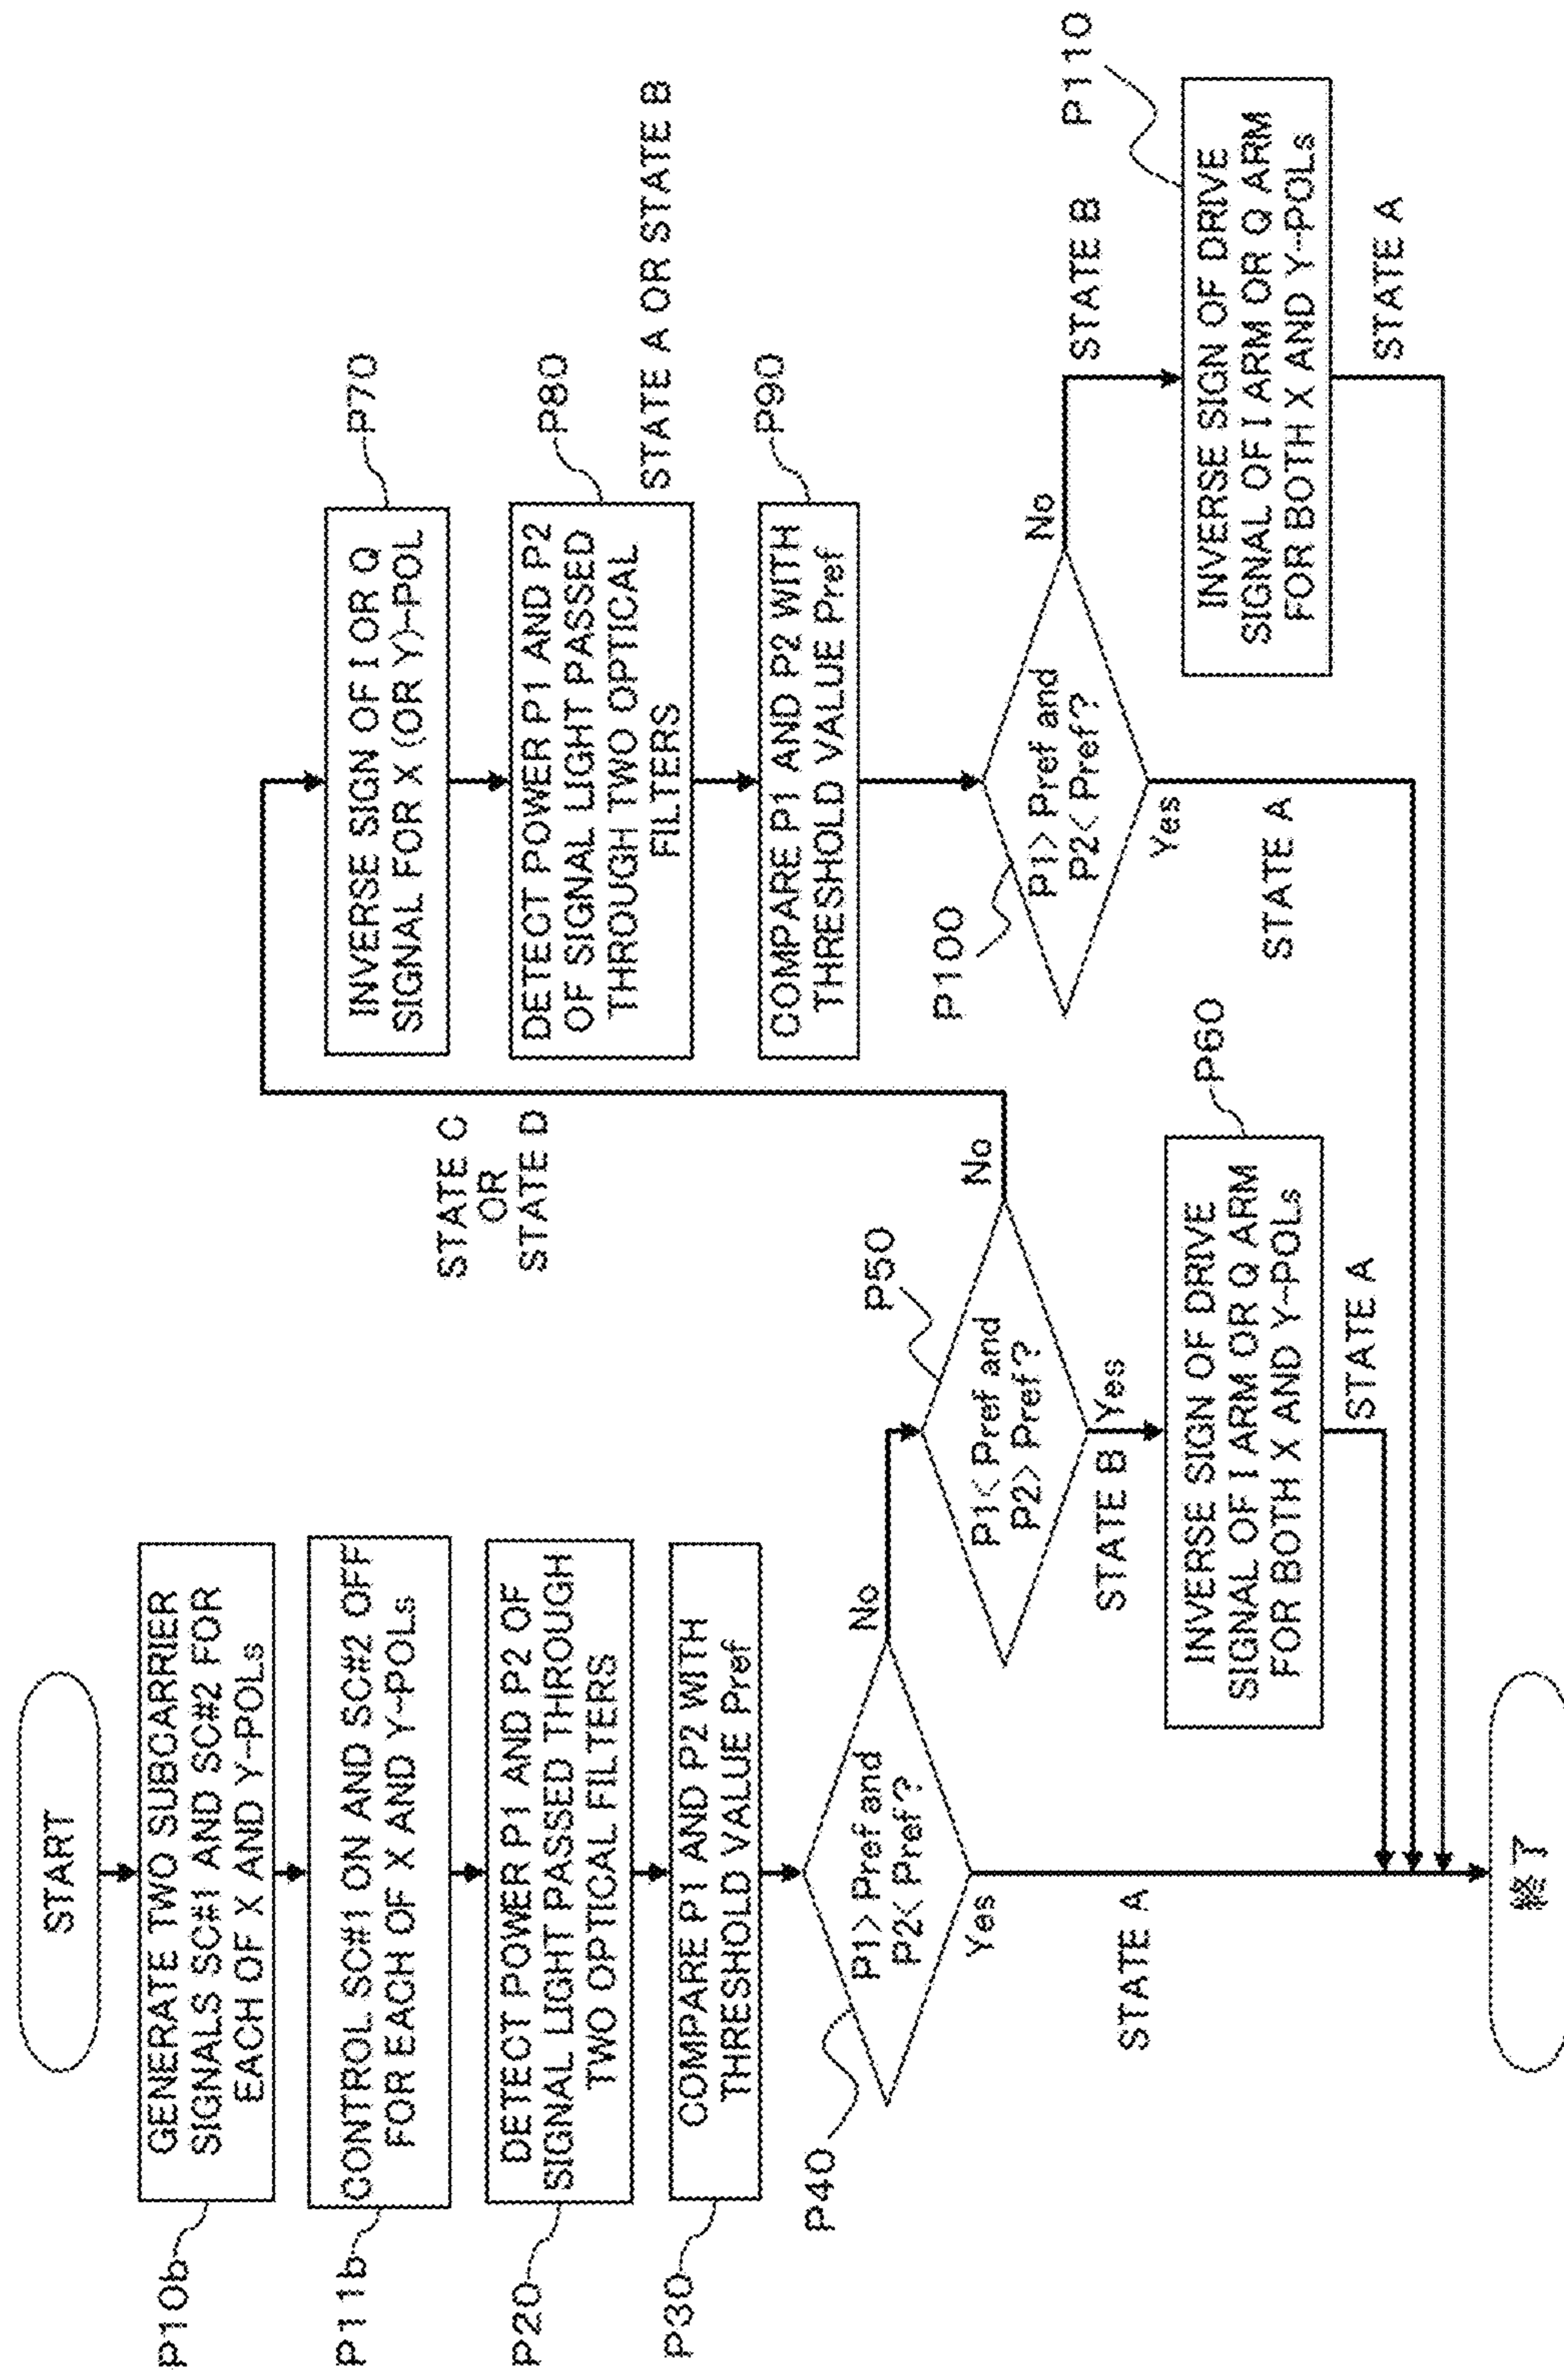 START
P10b
GENERATE TWO SUBCARRIER
SIGNALS SC#1 AND SC#2 FOR
EACH OF X AND Y-POLs
P11b
CONTROL SC#1 ON AND SC#2 OFF
FOR EACH OF X AND Y-POLs
P20
DETECT POWER P1 AND P2 OF
SIGNAL LIGHT PASSED THROUGH
TWO OPTICAL FILTERS
P30
COMPARE P1 AND P2 WITH
THRESHOLD VALUE Pref
P40
P1> Pref and
P2< Pref?
No
Yes
STATE A
P50
P1< Pref and
P2> Pref?
No
Yes
STATE B
P60
INVERSE SIGN OF DRIVE
SIGNAL OF I ARM OR Q ARM
FOR BOTH X AND Y-POLs
STATE A
STATE C
OR
STATE D
P70
INVERSE SIGN OF I OR Q
SIGNAL FOR X (OR Y)-POL
P80
DETECT POWER P1 AND P2
OF SIGNAL LIGHT PASSED
THROUGH TWO OPTICAL
FILTERS
STATE A OR STATE B
P90
COMPARE P1 AND P2 WITH
THRESHOLD VALUE Pref
P100
P1> Pref and
P2< Pref?
No
Yes
STATE A
STATE B
P110
INVERSE SIGN OF DRIVE
SIGNAL OF I ARM OR Q ARM
FOR BOTH X AND Y-POLs
STATE A
終了